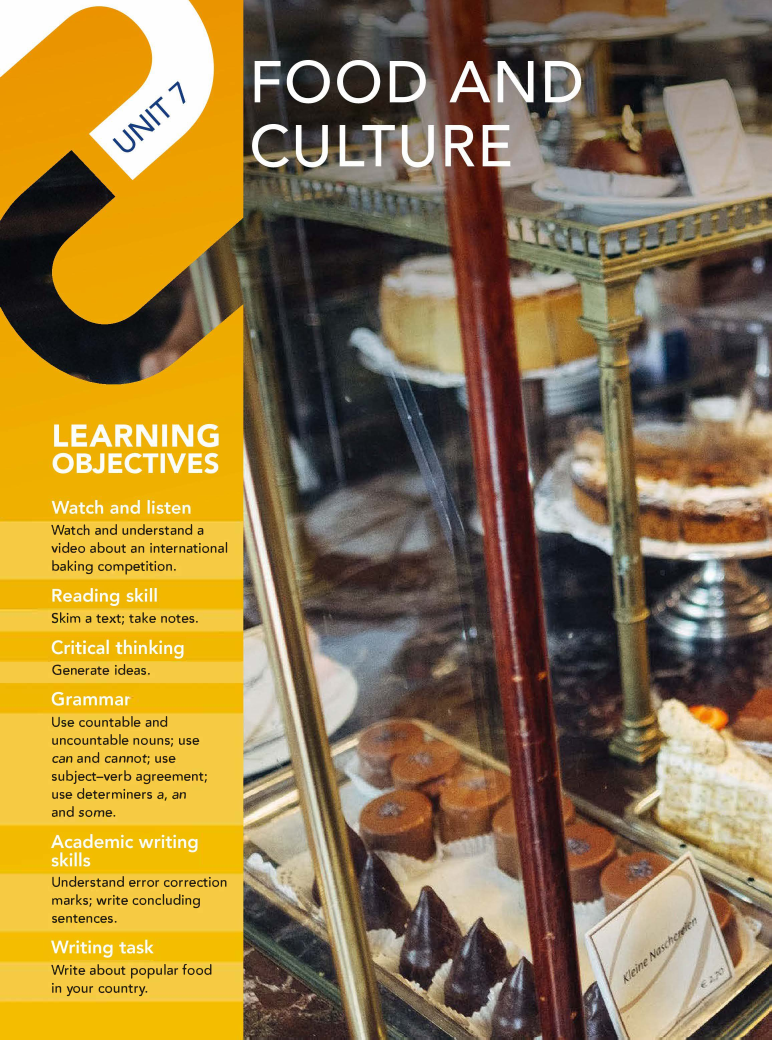 UNIT 7
FOOD AND
CULTURE
LEARNING
OBJECTIVES
Watch and listen
Watch and understand a
video about an international
baking competition.
Reading skill
Skim a text; take notes.
Critical thinking
Generate ideas.
Grammar
Use countable and
uncountable nouns; use
can and cannot; use
subject–verb agreement;
use determiners a, an
and some.
Academic writing
skills
Understand error correction
marks; write concluding
sentences.
Writing task
Write about popular food
in your country.
Kleine Naschereien
€ 2,70